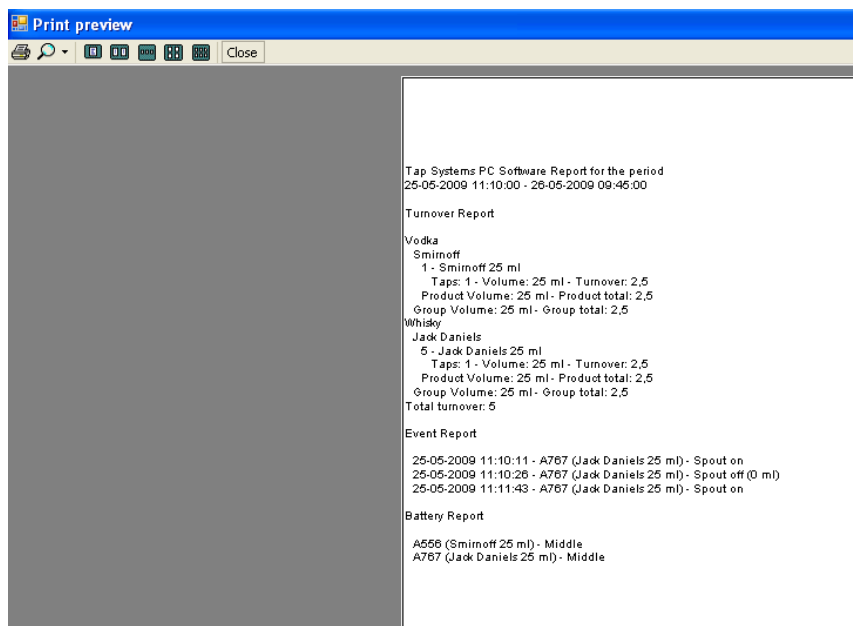 Print preview
Close
Tap Systems PC Software Report for the period
25-05-2009 11:10:00 - 26-05-2009 09:45:00
Turnover Report
Vodka
Smirnoff
1 - Smirnoff 25 ml
Taps: 1 - Volume: 25 ml - Turnover: 2,5
Product Volume: 25 ml - Product total: 2,5
Group Volume: 25 ml - Group total: 2,5
Whisky
Jack Daniels
5 - Jack Daniels 25 ml
Taps: 1 - Volume: 25 ml - Turnover: 2,5
Product Volume: 25 ml - Product total: 2,5
Group Volume: 25 ml - Group total: 2,5
Total turnover: 5
Event Report
25-05-2009 11:10:11 - A767 (Jack Daniels 25 ml) - Spout on
25-05-2009 11:10:26 - A767 (Jack Daniels 25 ml) - Spout off (0 ml)
25-05-2009 11:11:43 - A767 (Jack Daniels 25 ml) - Spout on
Battery Report
A556 (Smirnoff 25 ml) - Middle
A767 (Jack Daniels 25 ml) - Middle